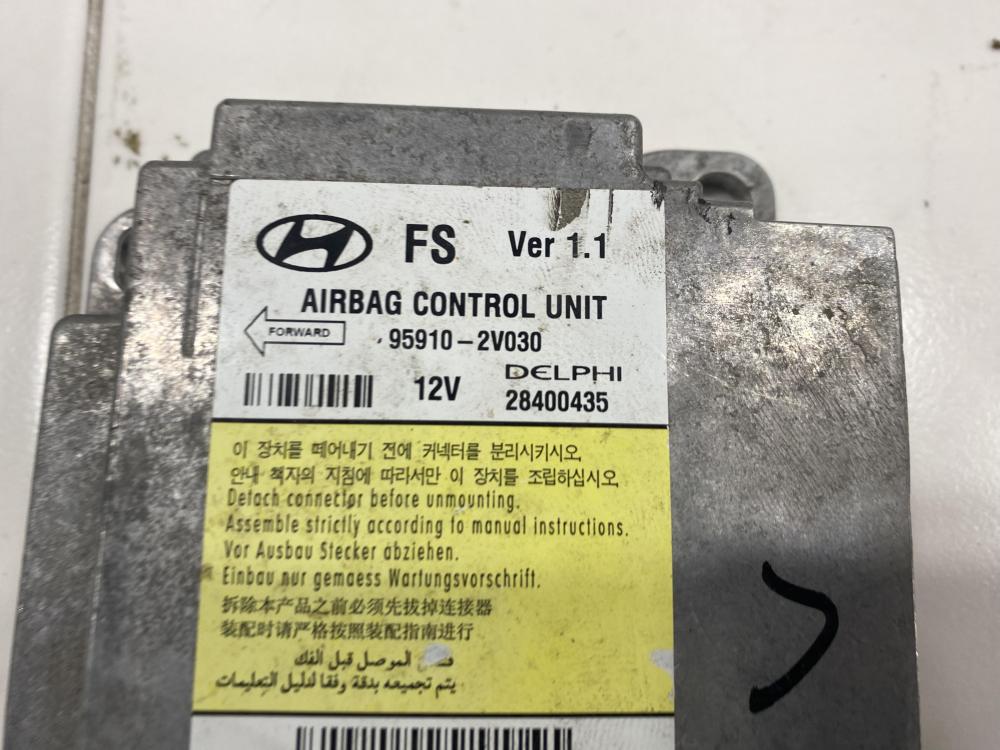 FS Ver 1.1
AIRBAG CONTROL UNIT
FORWARD
95910-2V030
12V
DELPHI
28400435
이 장치를 떼어내기 전에 커넥터를 분리시키시오.
안내 책자의 지침에 따라서만 이 장치를 조립하십시오.
Detach connector before unmounting.
Assemble strictly according to manual instructions.
Vor Ausbau Stecker abziehen.
Einbau nur gemaess Wartungsvorschrift.
拆除本产品之前必须先拔掉连接器
装配时请严格按照装配指南进行
الموصل قبل الفك
يتم تجميعه بدقة وفقا لدليل التعليمات